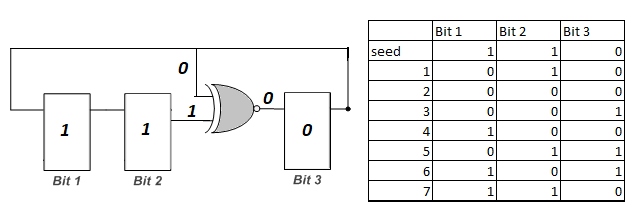 0
1
0
1
1
0
Bit 1
Bit 2
Bit 3
Bit 1 Bit 2 Bit 3
seed 1 1 0
1 0 1 0
2 0 0 0
3 0 0 1
4 1 0 0
5 0 1 1
6 1 0 1
7 1 1 0